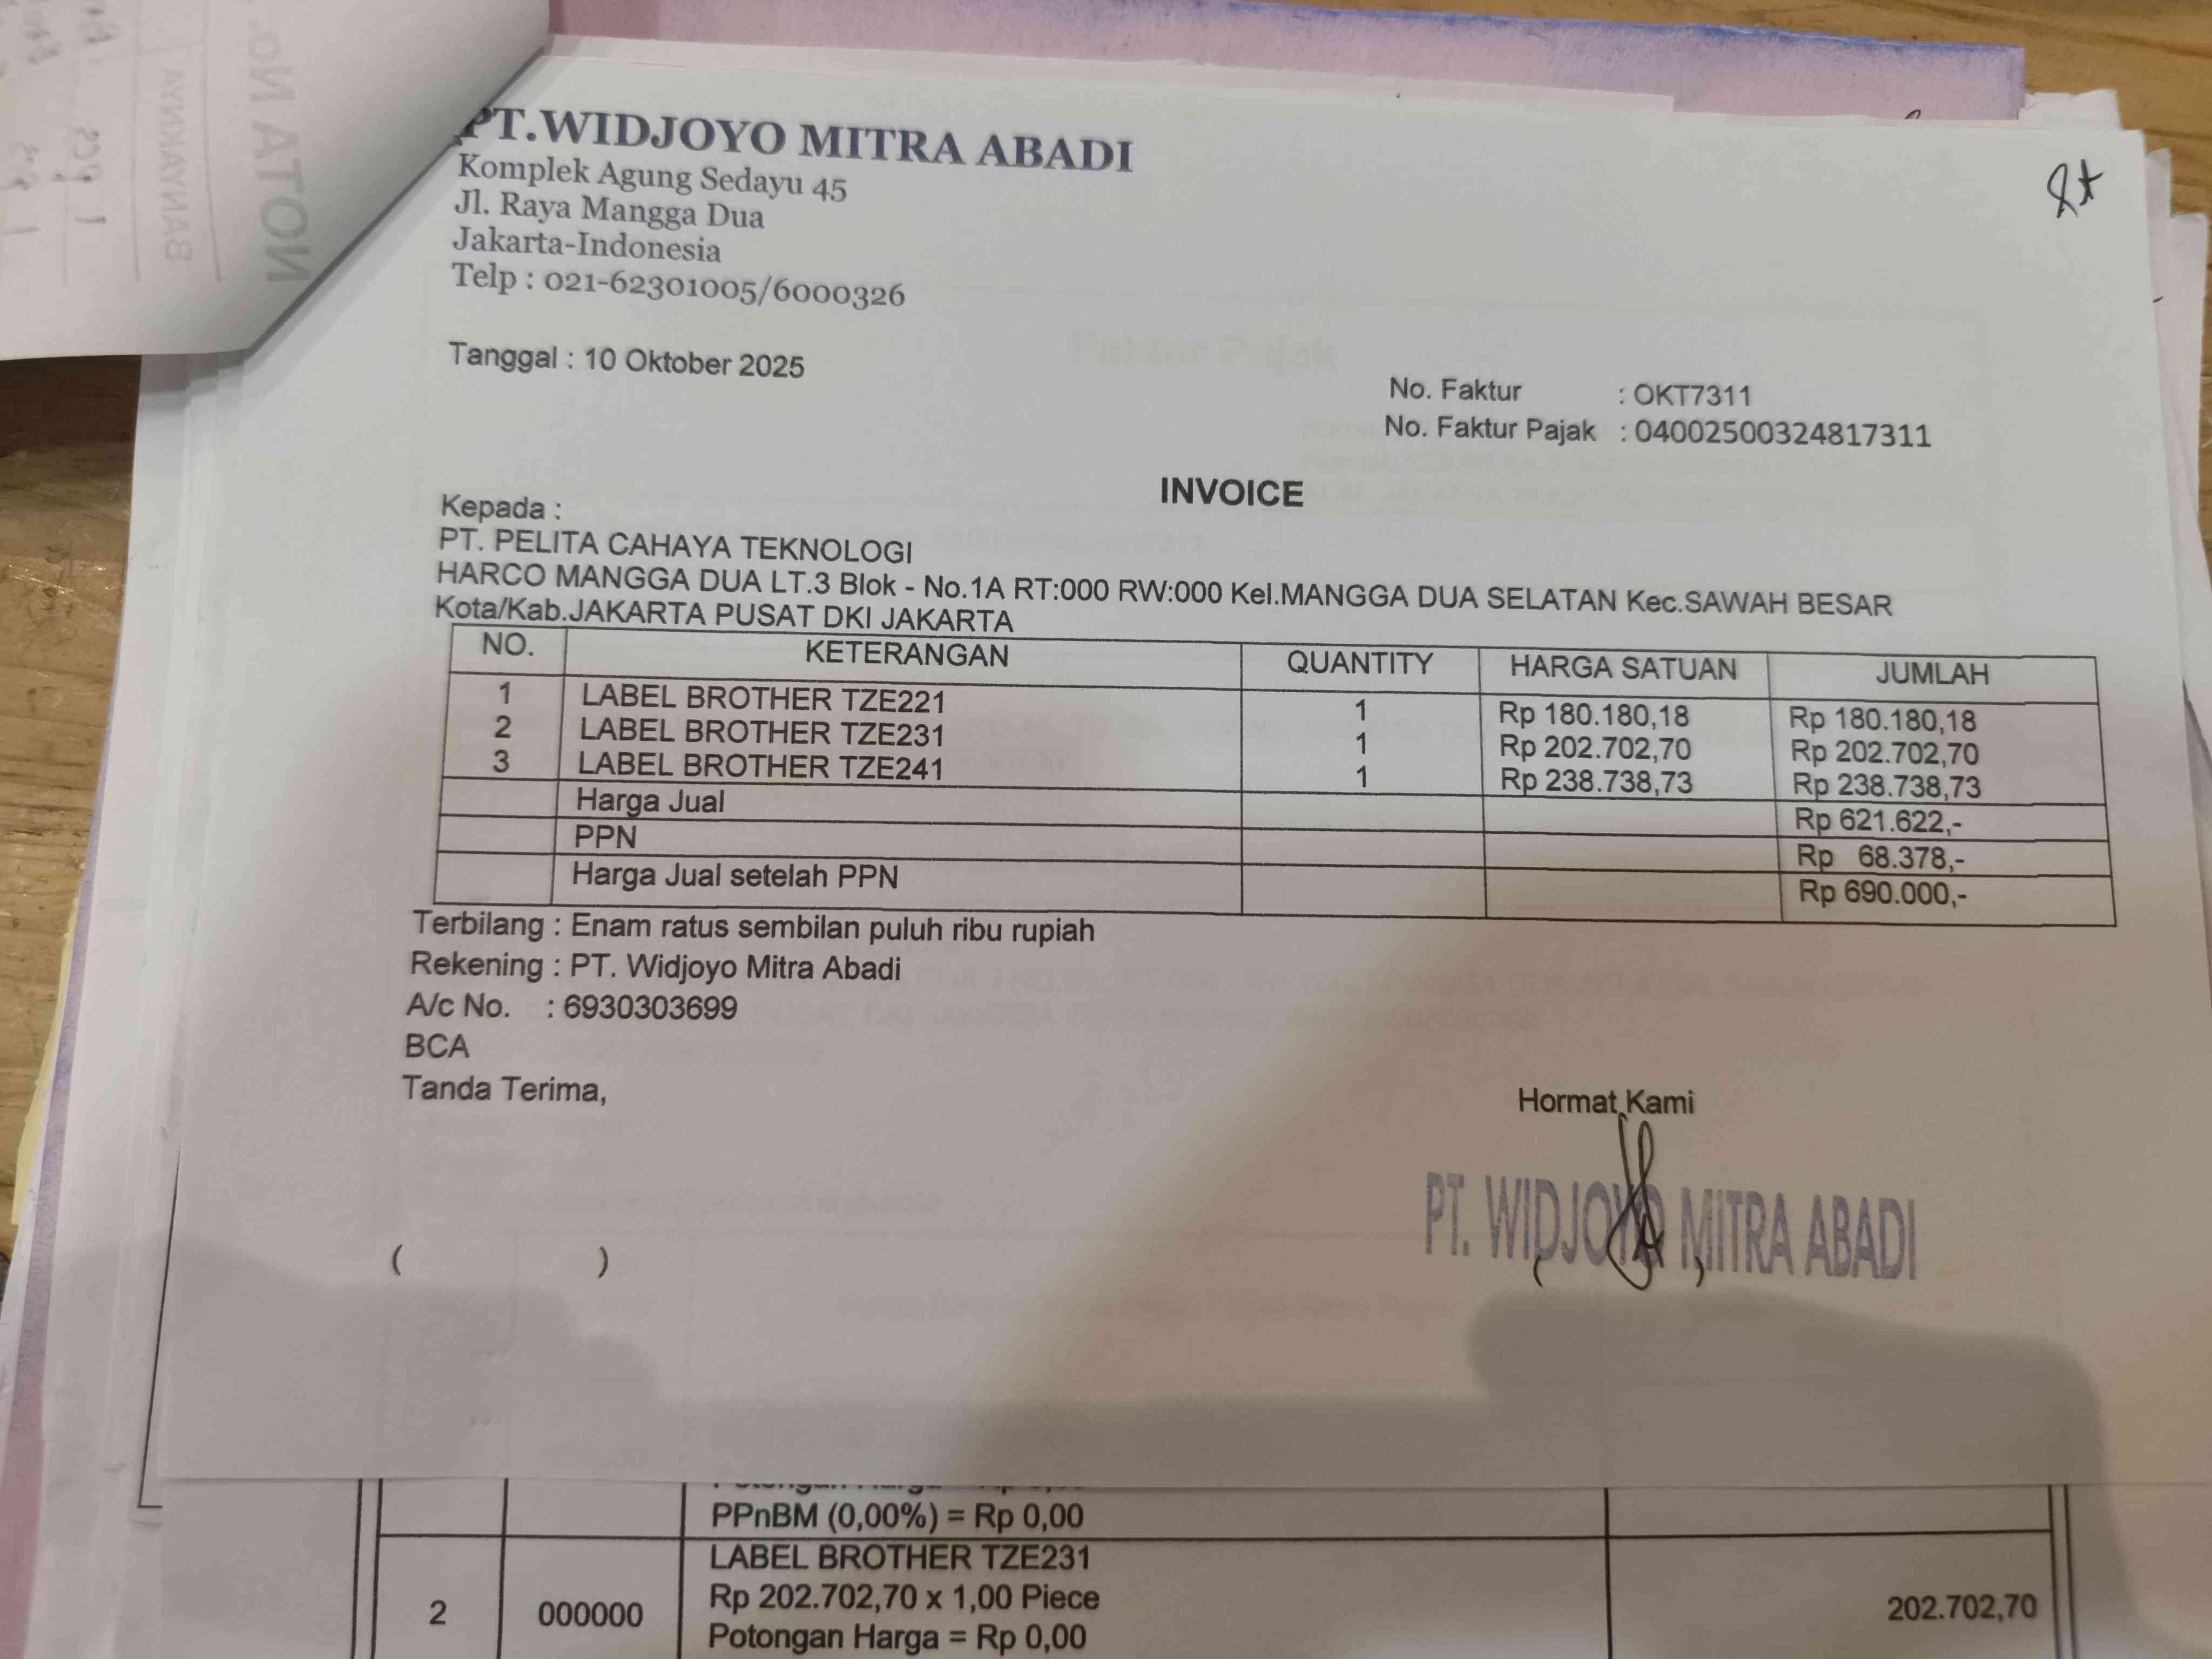 PT.WIDJOYO MITRA ABADI
Komplek Agung Sedayu 45
Jl. Raya Mangga Dua
Jakarta-Indonesia
Telp : 021-62301005/6000326
Tanggal : 10 Oktober 2025
No. Faktur : OKT7311
No. Faktur Pajak : 04002500324817311
INVOICE
Kepada :
PT. PELITA CAHAYA TEKNOLOGI
HARCO MANGGA DUA LT.3 Blok - No.1A RT:000 RW:000 Kel.MANGGA DUA SELATAN Kec.SAWAH BESAR
Kota/Kab.JAKARTA PUSAT DKI JAKARTA
NO. KETERANGAN QUANTITY HARGA SATUAN JUMLAH
1 LABEL BROTHER TZE221 1 Rp 180.180,18 Rp 180.180,18
2 LABEL BROTHER TZE231 1 Rp 202.702,70 Rp 202.702,70
3 LABEL BROTHER TZE241 1 Rp 238.738,73 Rp 238.738,73
Harga Jual Rp 621.622,-
PPN Rp 68.378,-
Harga Jual setelah PPN Rp 690.000,-
Terbilang : Enam ratus sembilan puluh ribu rupiah
Rekening : PT. Widjoyo Mitra Abadi
A/c No. : 6930303699
BCA
Tanda Terima,
Hormat Kami
PT. WIDJOYO MITRA ABADI
( )
( )
PPnBM (0,00%) = Rp 0,00
LABEL BROTHER TZE231
2 000000 Rp 202.702,70 x 1,00 Piece 202.702,70
Potongan Harga = Rp 0,00
NOTA NO.
BANYAKNYA